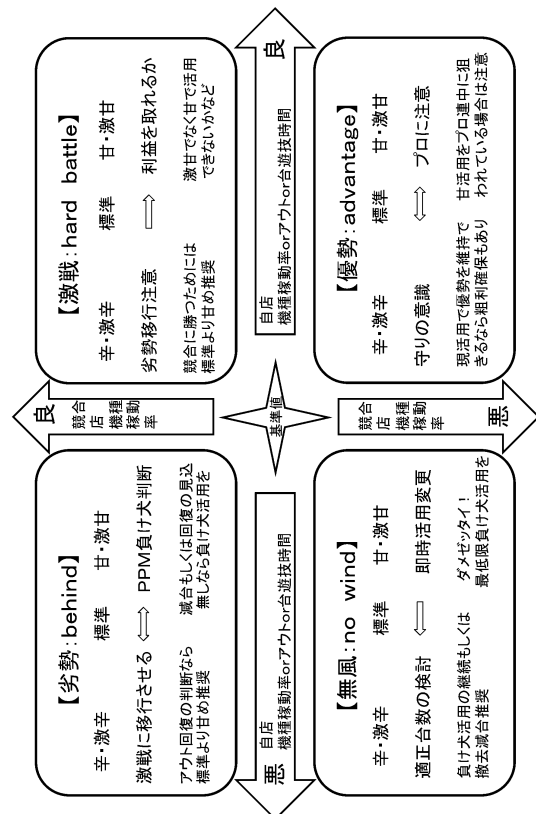 【劣勢:behind】
辛・激辛 標準 甘・激甘
激戦に移行させる ⇔ PPM負け犬判断
アウト回復の判断なら
標準より甘め推奨
減台もしくは回復の見込
無しなら負け犬活用を
良
競合店
機種稼動率
【激戦:hard battle】
辛・激辛 標準 甘・激甘
劣勢移行注意 ⇒ 利益を取れるか
競合に勝つためには
標準より甘め推奨
激甘でなく甘で活用
できないかなど
悪
自店
機種稼動率orアウトor台遊技時間
基準値
自店
機種稼動率orアウトor台遊技時間
良
【無風:no wind】
辛・激辛 標準 甘・激甘
適正台数の検討 ⇐ 即時活用変更
負け犬活用の継続もしくは
撤去減台推奨
ダメゼッタイ!
最低限負け犬活用を
競合店
機種稼動率
悪
【優勢:advantage】
辛・激辛 標準 甘・激甘
守りの意識 ⇔ プロに注意
現活用で優勢を維持で
きるなら粗利確保もあり
甘活用をプロ連中に狙
われている場合は注意